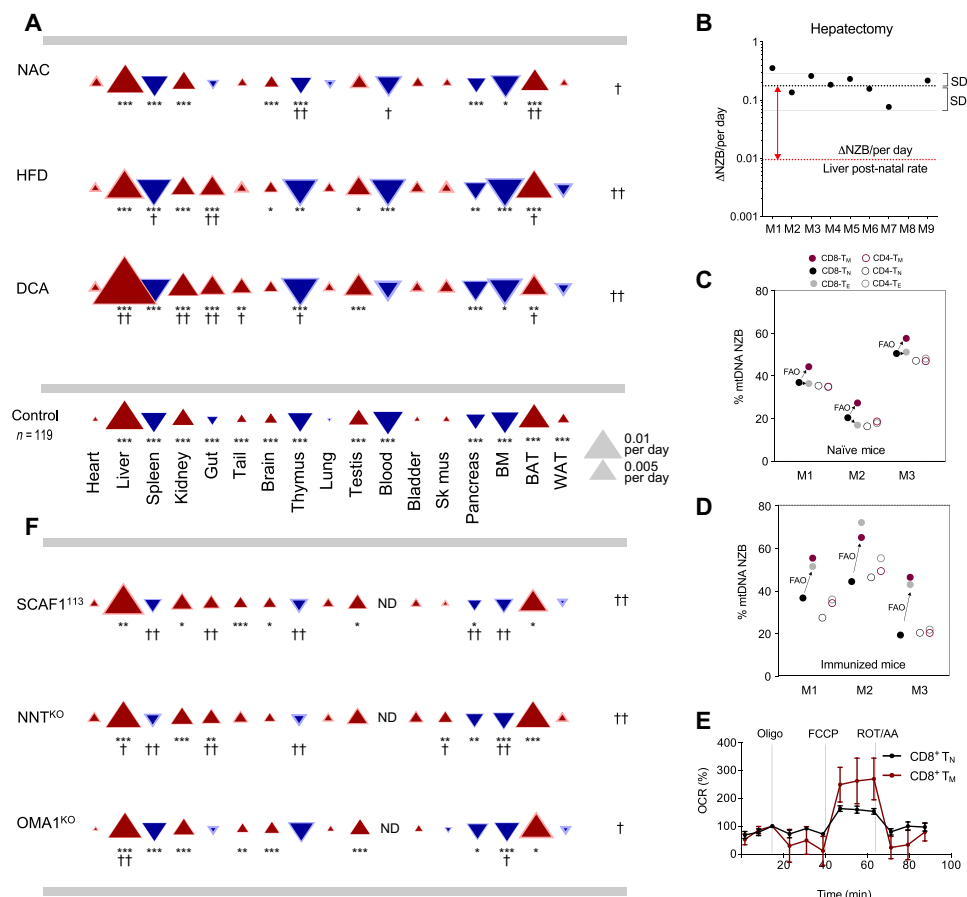 A
NAC
†
*** *** *** *** *** *** * ***
†† † ††
HFD
††
*** *** *** *** * ** * *** ** *** ***
† †† †
DCA
††
*** *** *** *** ** *** *** *** * **
†† †† †† † † †
Control
n = 119
*** *** *** *** *** *** *** *** *** *** *** *** ***
Heart
Liver
Spleen
Kidney
Gut
Tail
Brain
Thymus
Lung
Testis
Blood
Bladder
Sk mus
Pancreas
BM
BAT
WAT
0.01
per day
0.005
per day
B
Hepatectomy
ΔNZB/per day
1
0.1
0.01
0.001
SD
SD
ΔNZB/per day
Liver post-natal rate
M1 M2 M3 M4 M5 M6 M7 M8 M9
CD8-TM CD4-TM
CD8-TN CD4-TN
CD8-TE CD4-TE
C
% mtDNA NZB
80
60
40
20
0
FAO
FAO
FAO
Naïve mice
M1 M2 M3
D
% mtDNA NZB
80
60
40
20
0
FAO
FAO
FAO
Immunized mice
M1 M2 M3
E
Oligo FCCP ROT/AA
OCR (%)
400
300
200
100
0
CD8+ TN
CD8+ TM
20 40 60 80 100
Time (min.)
F
SCAF1113
ND
††
** * *** * * * *
†† †† †† †† ††
NNTKO
ND
††
*** *** ** ** ** *** ***
† †† †† †† † ††
OMA1KO
ND
†
*** *** *** ** ** *** * *** *
†† †